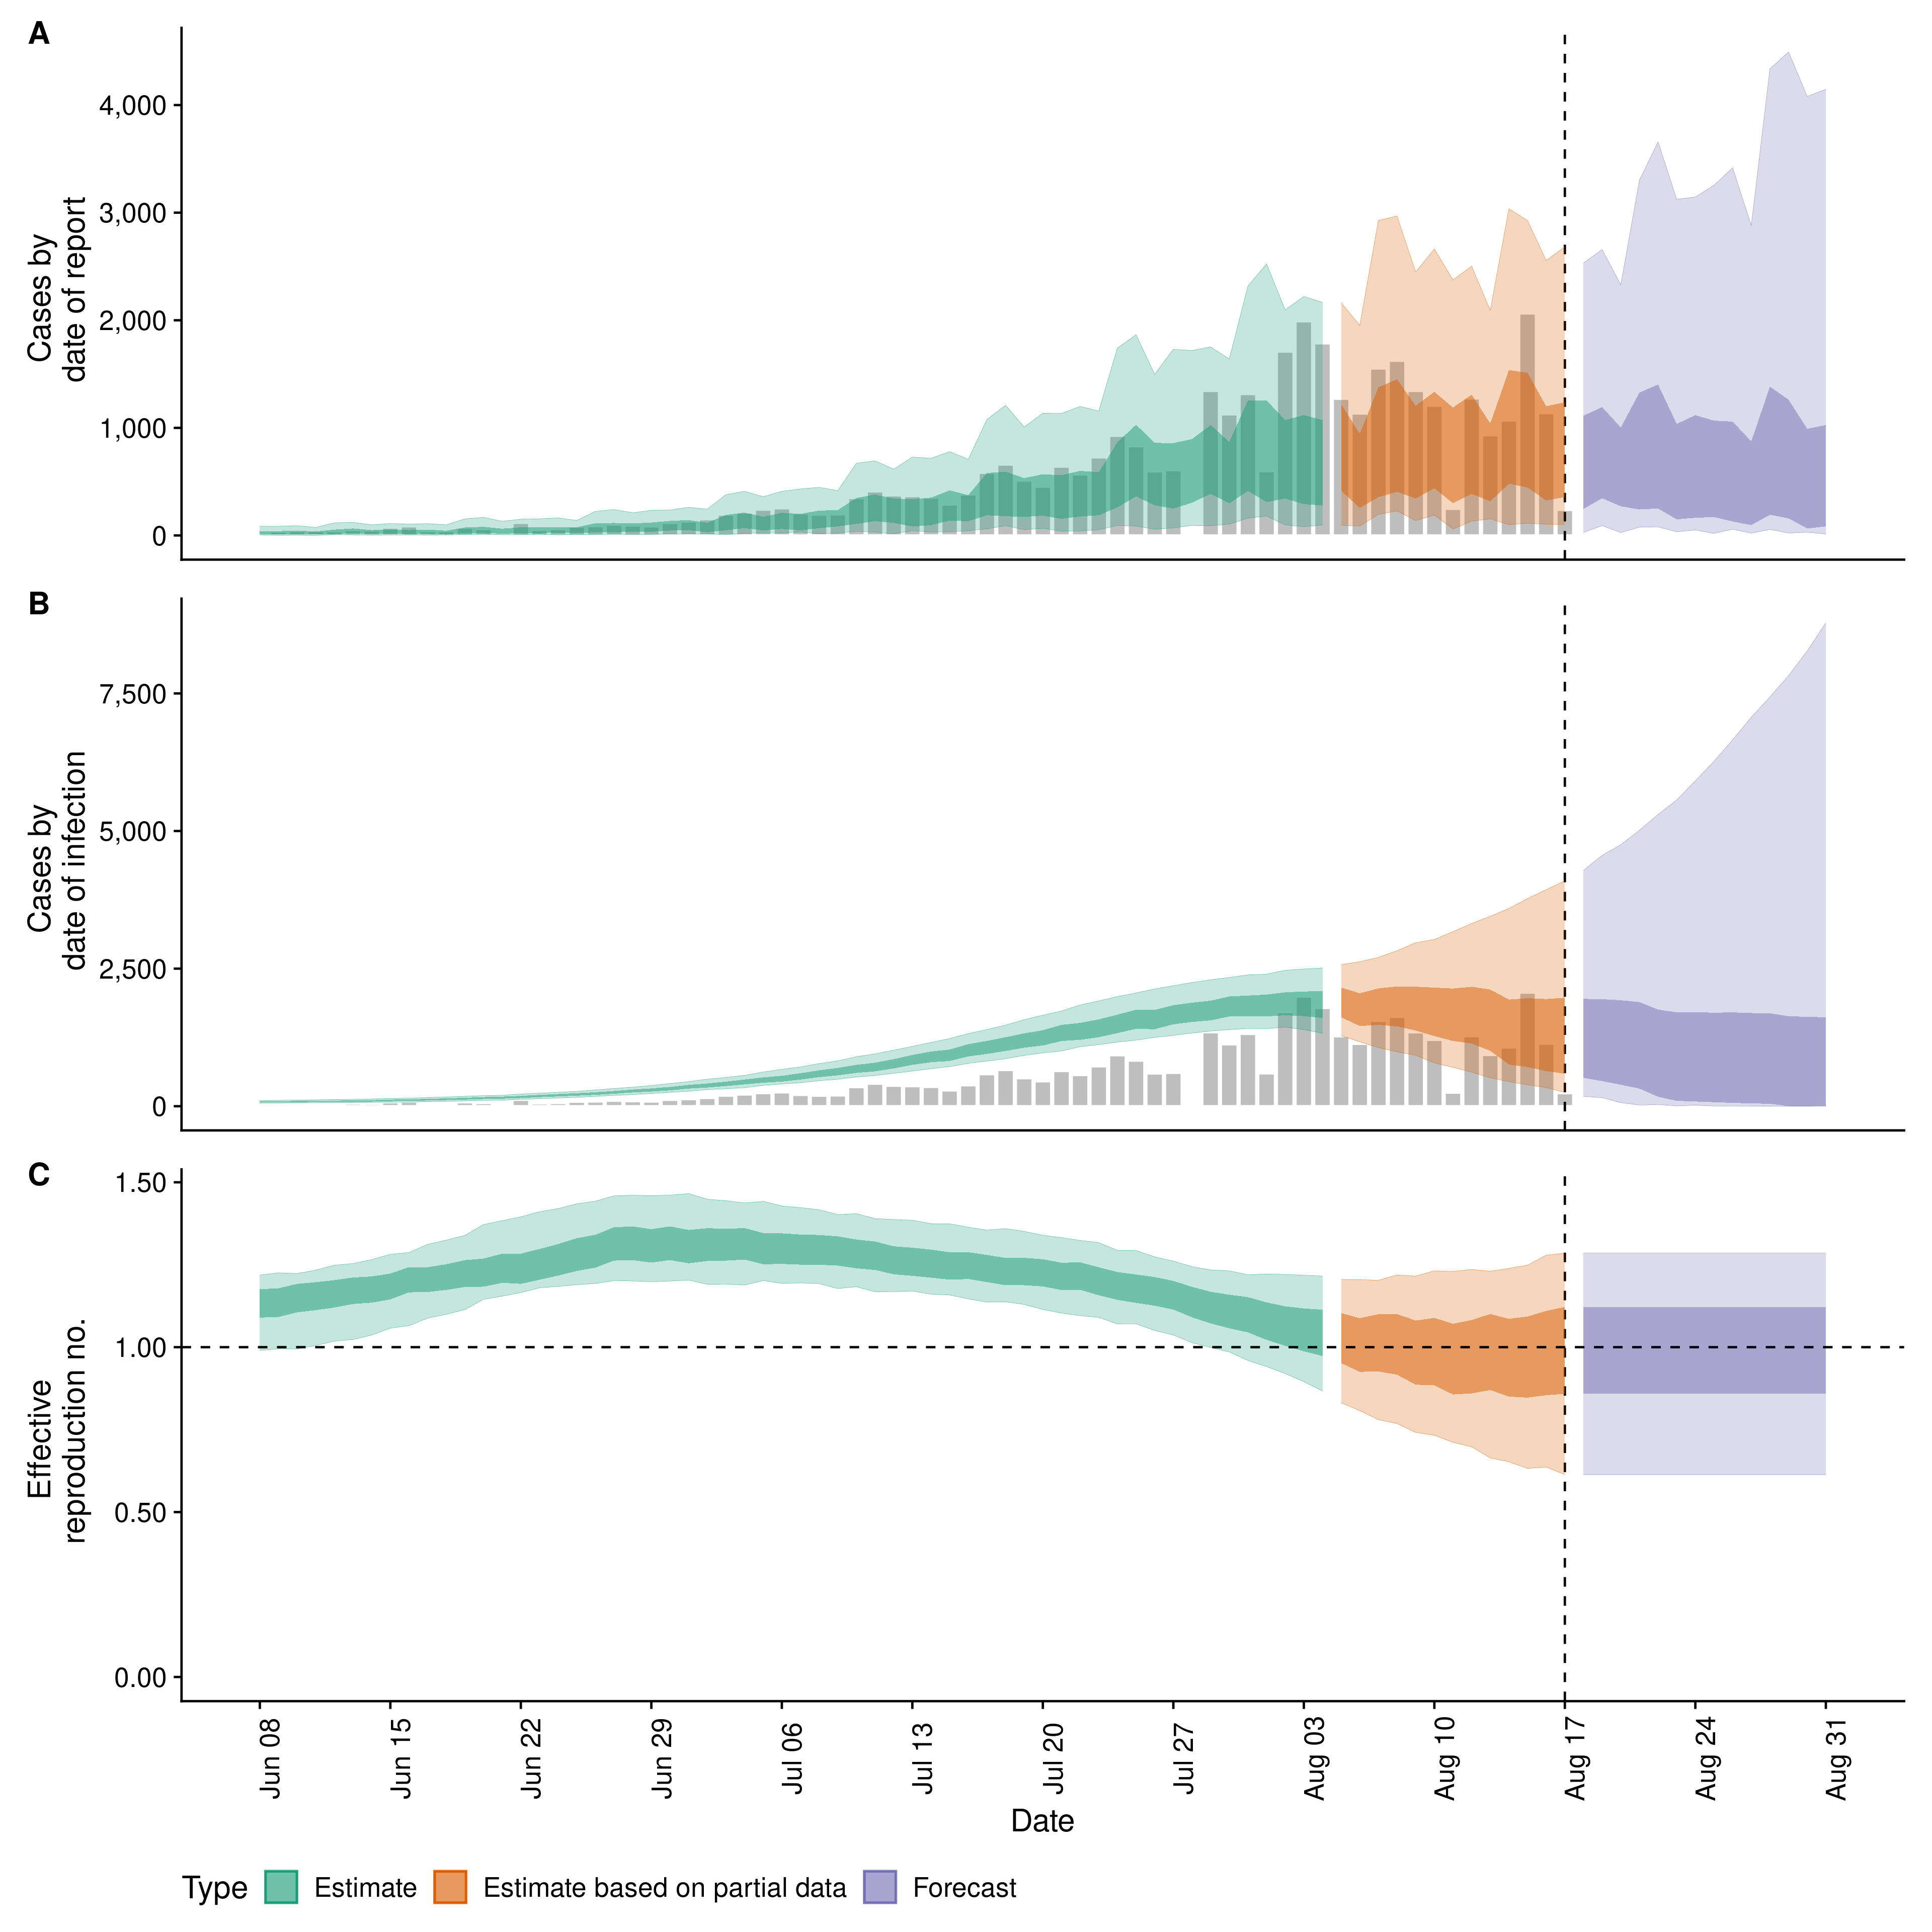 A
Cases by
date of report
4,000
3,000
2,000
1,000
0
B
Cases by
date of infection
7,500
5,000
2,500
0
C
Effective
reproduction no.
1.50
1.00
0.50
0.00
Jun 08
Jun 15
Jun 22
Jun 29
Jul 06
Jul 13
Jul 20
Jul 27
Aug 03
Aug 10
Aug 17
Aug 24
Aug 31
Date
Type Estimate Estimate based on partial data Forecast